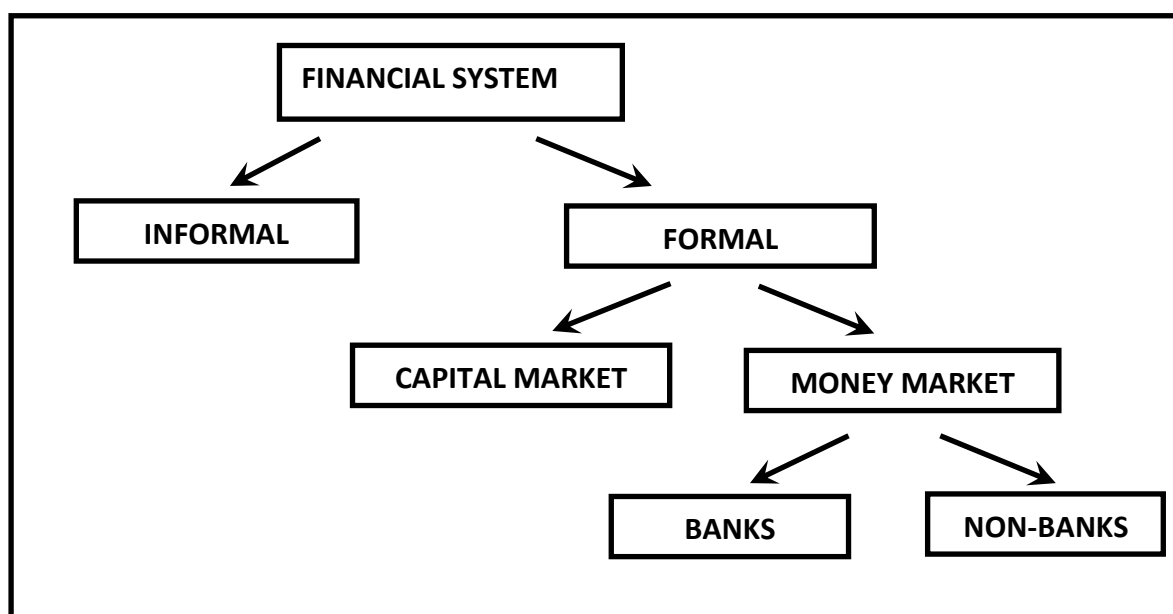 FINANCIAL SYSTEM
INFORMAL
FORMAL
CAPITAL MARKET
MONEY MARKET
BANKS
NON-BANKS